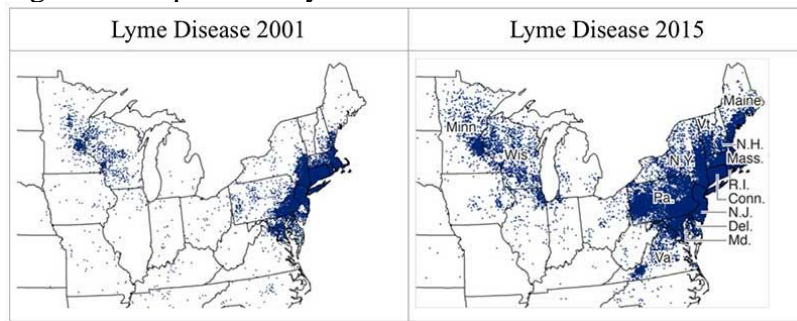 Lyme Disease 2001
Lyme Disease 2015
Maine
Vt.
Minn.
N.H.
Wis.
N.Y.
Mass.
R.I.
Pa.
Conn.
N.J.
Del.
Md.
Va.